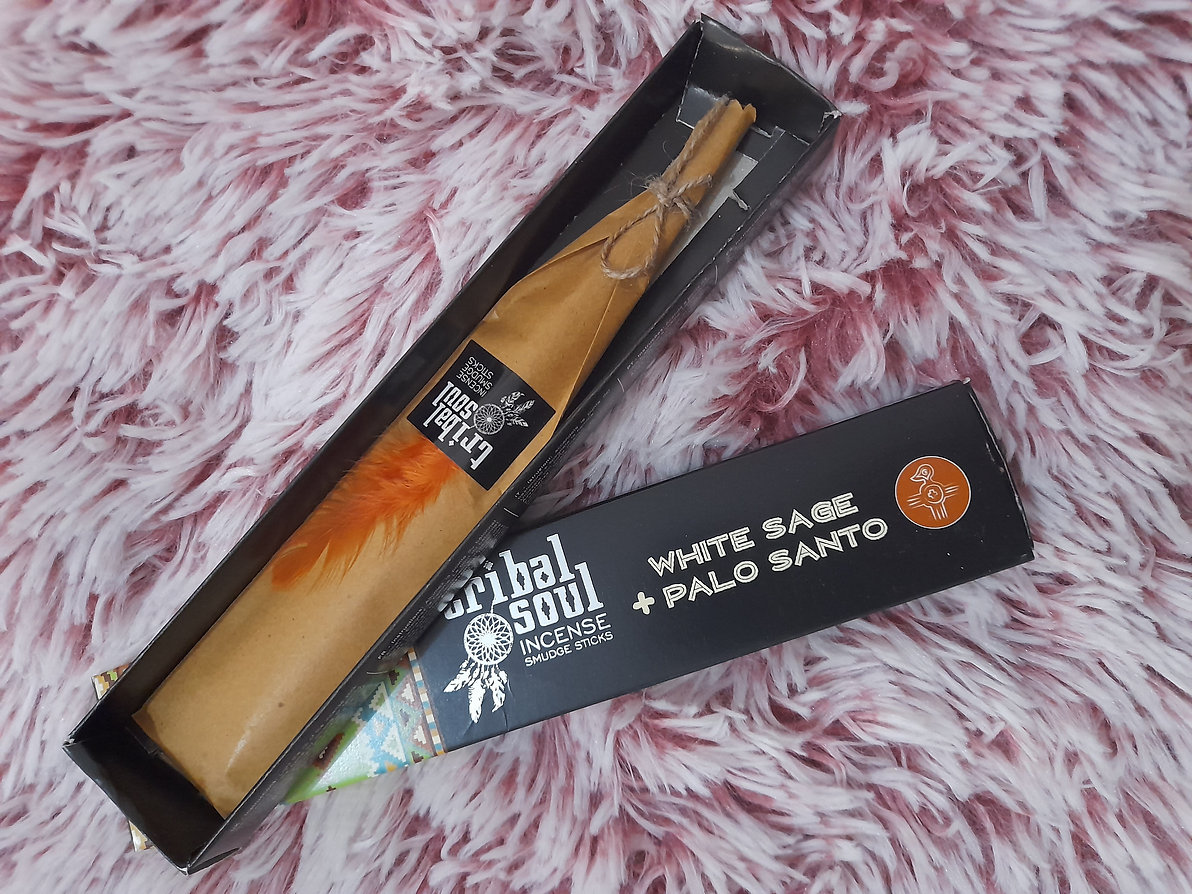 tribal
soul
INCENSE
SMUDGE
STICKS
tribal
soul
INCENSE
SMUDGE STICKS
WHITE SAGE
+ PALO SANTO